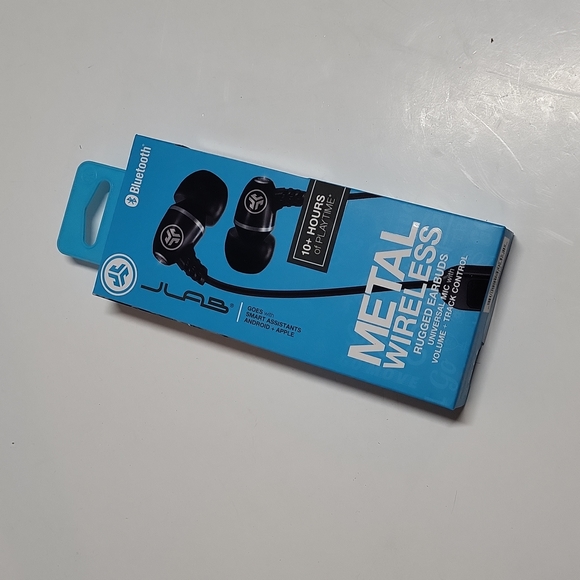 Bluetooth®
JLAB®
GOES with
SMART ASSISTANTS
ANDROID + APPLE
10+ HOURS
of PLAYTIME*
METAL
WIRELESS
RUGGED EARBUDS
UNIVERSAL MIC with
VOLUME + TRACK CONTROL